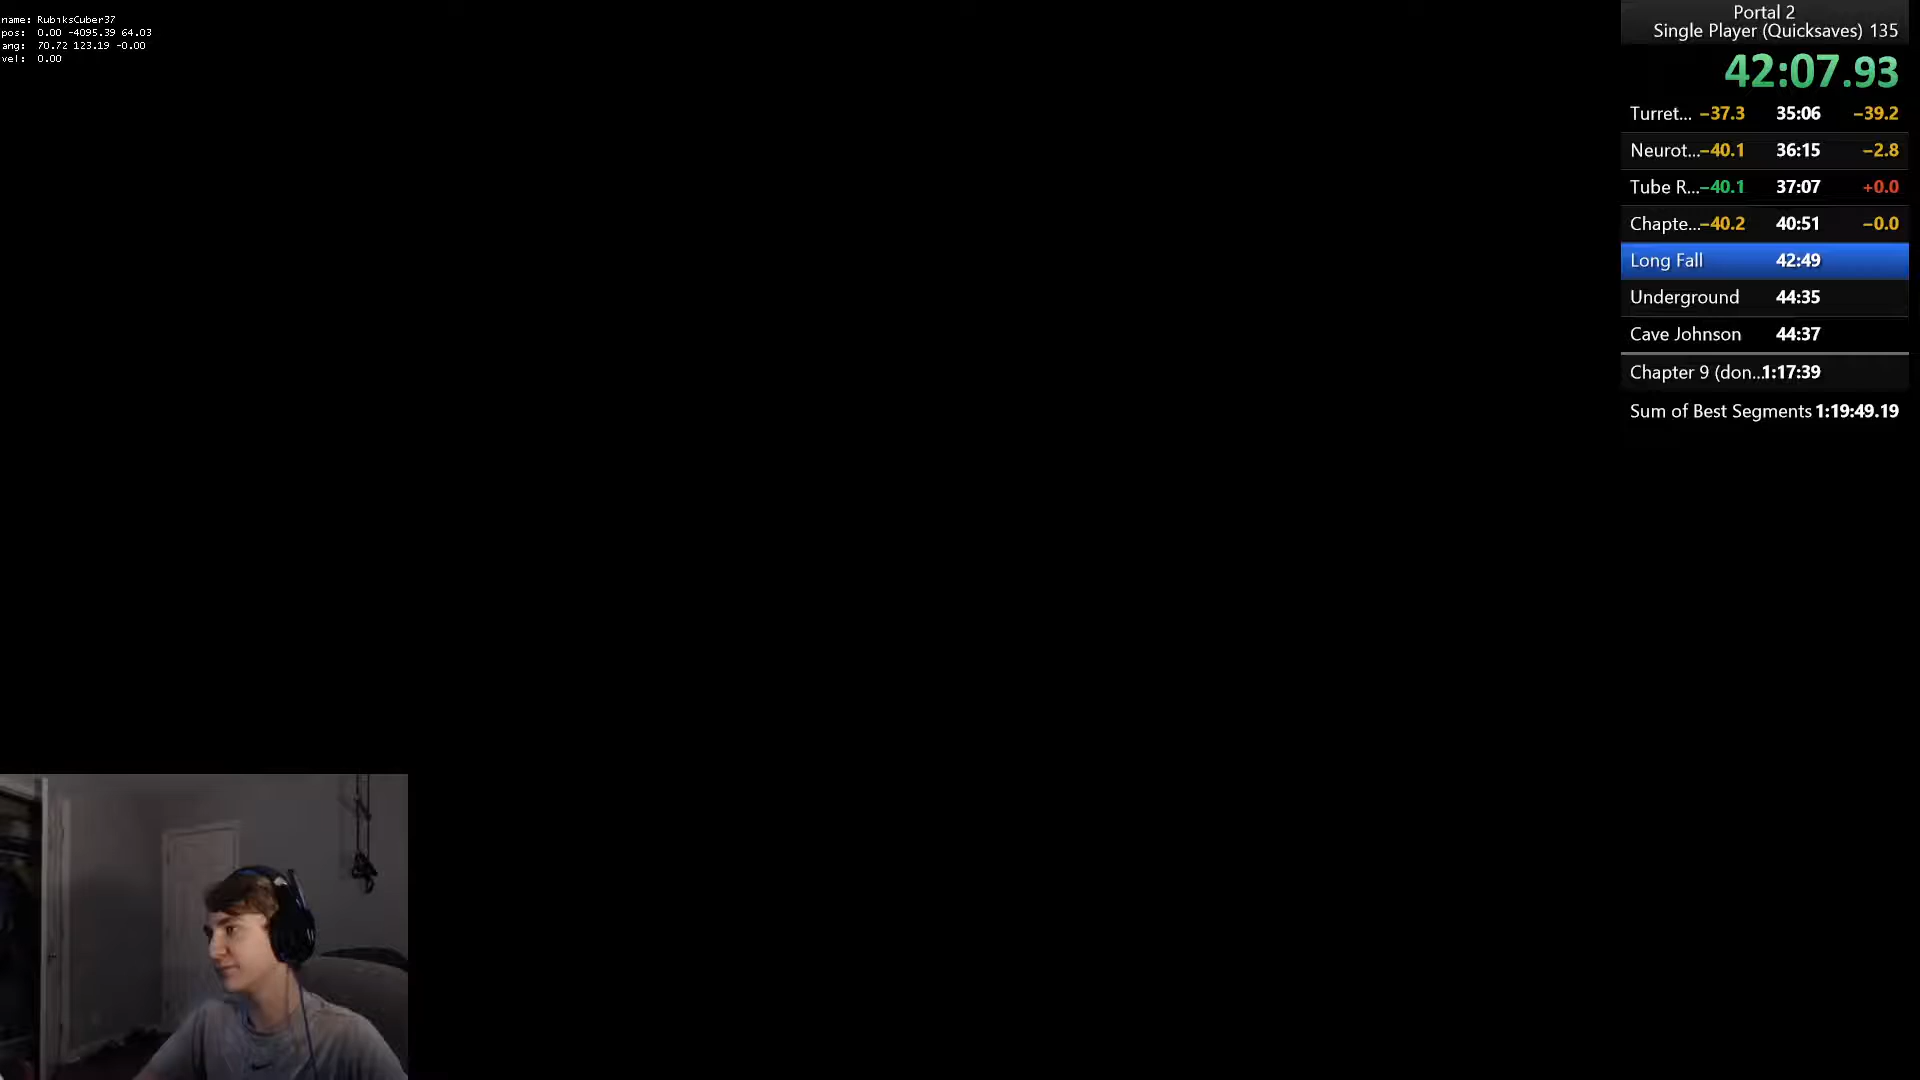 name: RubiksCuber37
pos: 0.00 -4095.39 64.03
ang: 70.72 123.19 -0.00
vel: 0.00
Portal 2
Single Player (Quicksaves) 135
42:07.93
Turret... −37.3 35:06 −39.2
Neurot...−40.1 36:15 −2.8
Tube R...−40.1 37:07 +0.0
Chapte...−40.2 40:51 −0.0
Long Fall 42:49
Underground 44:35
Cave Johnson 44:37
Chapter 9 (don...1:17:39
Sum of Best Segments 1:19:49.19